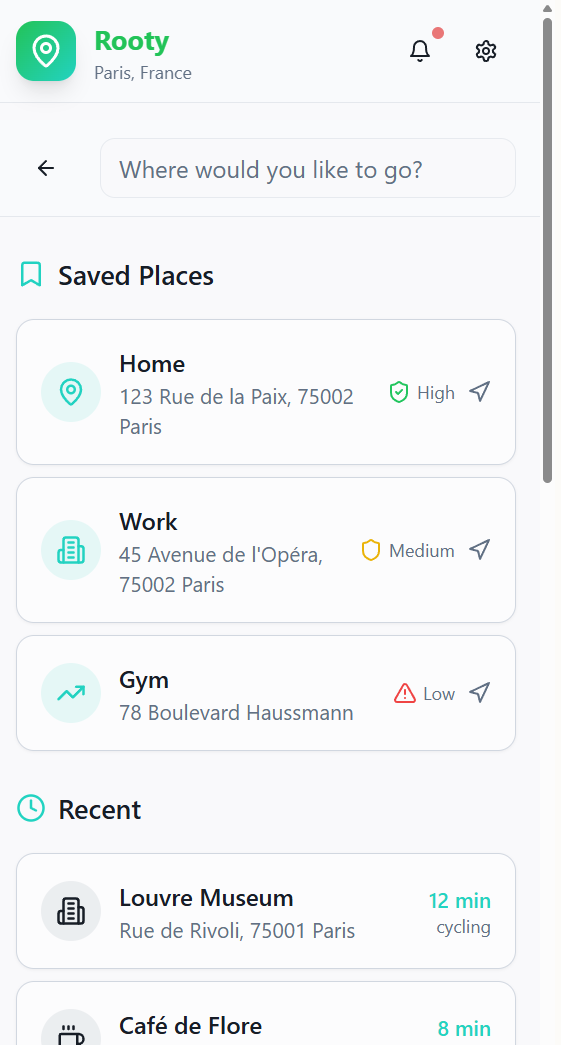 Rooty
Paris, France
Where would you like to go?
Saved Places
Home
123 Rue de la Paix, 75002
Paris
High
Work
45 Avenue de l'Opéra,
75002 Paris
Medium
Gym
78 Boulevard Haussmann
Low
Recent
Louvre Museum
Rue de Rivoli, 75001 Paris
12 min
cycling
Café de Flore
8 min